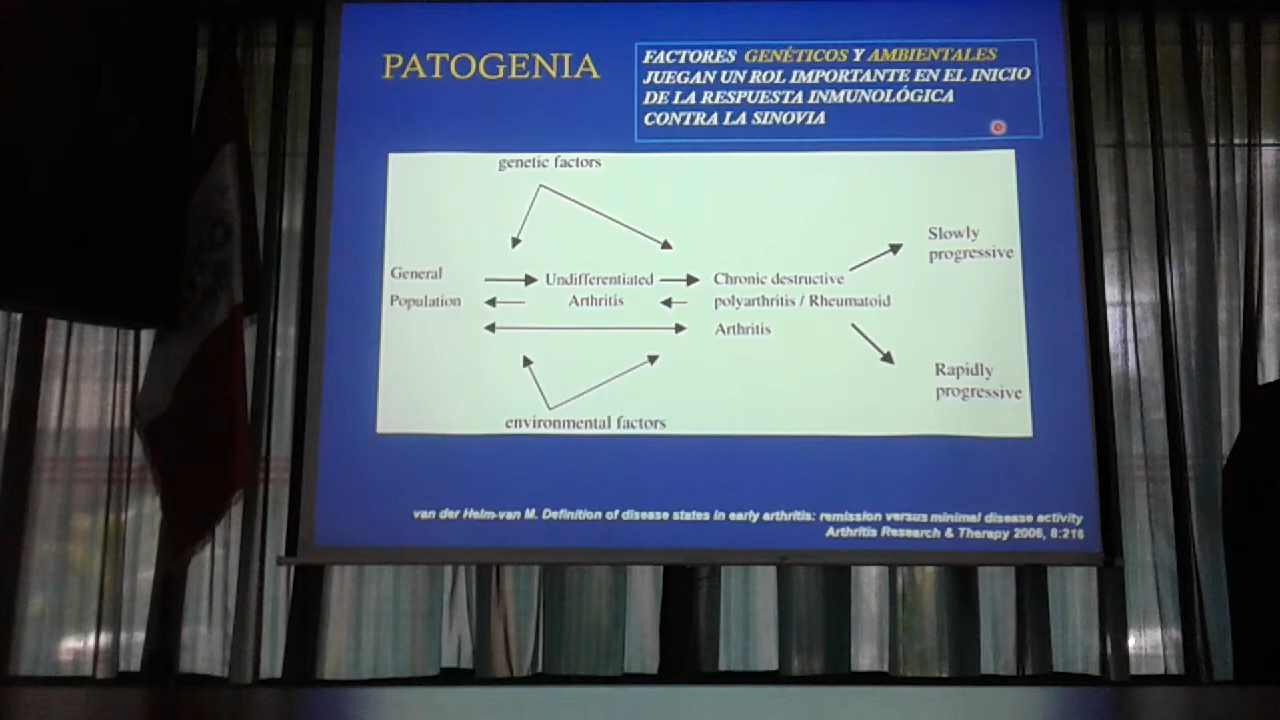 PATOGENIA
FACTORES GENÉTICOS Y AMBIENTALES
JUEGAN UN ROL IMPORTANTE EN EL INICIO
DE LA RESPUESTA INMUNOLÓGICA
CONTRA LA SINOVIA
genetic factors
General
Population
Undifferentiated
Arthritis
Chronic destructive
polyarthritis / Rheumatoid
Arthritis
Slowly
progressive
Rapidly
progressive
environmental factors
van der Helm-van M. Definition of disease states in early arthritis: remission versus minimal disease activity
Arthritis Research & Therapy 2006, 8:216